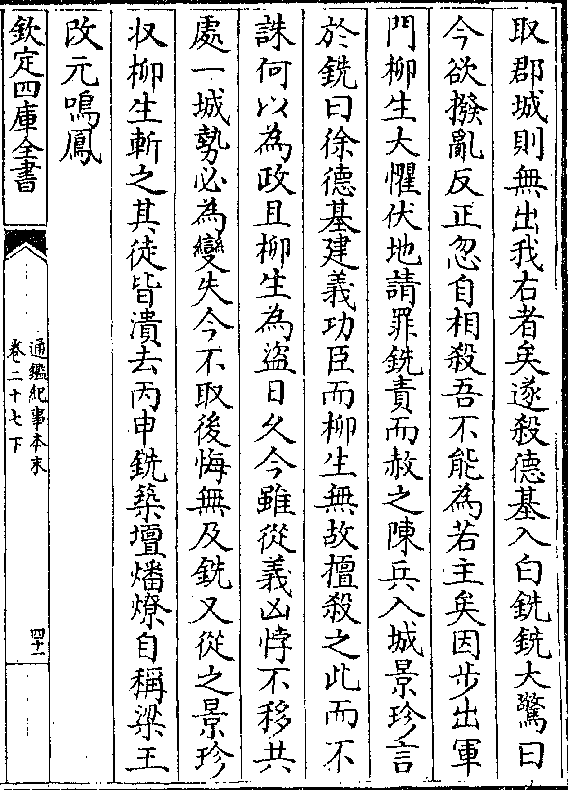 取郡城則無出我右者矣遂殺德基入白銑銑大驚曰
今欲撥亂反正忽自相殺吾不能為若主矣因步出軍
門柳生大懼伏地請罪銑責而赦之陳兵入城景珍言
於銑曰徐德基建義功臣而柳生無故擅殺之此而不
誅何以為政且柳生為盜日久今雖從義凶悖不移共
處一城勢必為變失今不取後悔無及銑又從之景珍
収柳生斬之其徒皆潰去丙申銑築壇燔燎自稱梁王
改元鳴鳳
欽定四庫全書
通鑑紀事本末
卷二十七下
四十一